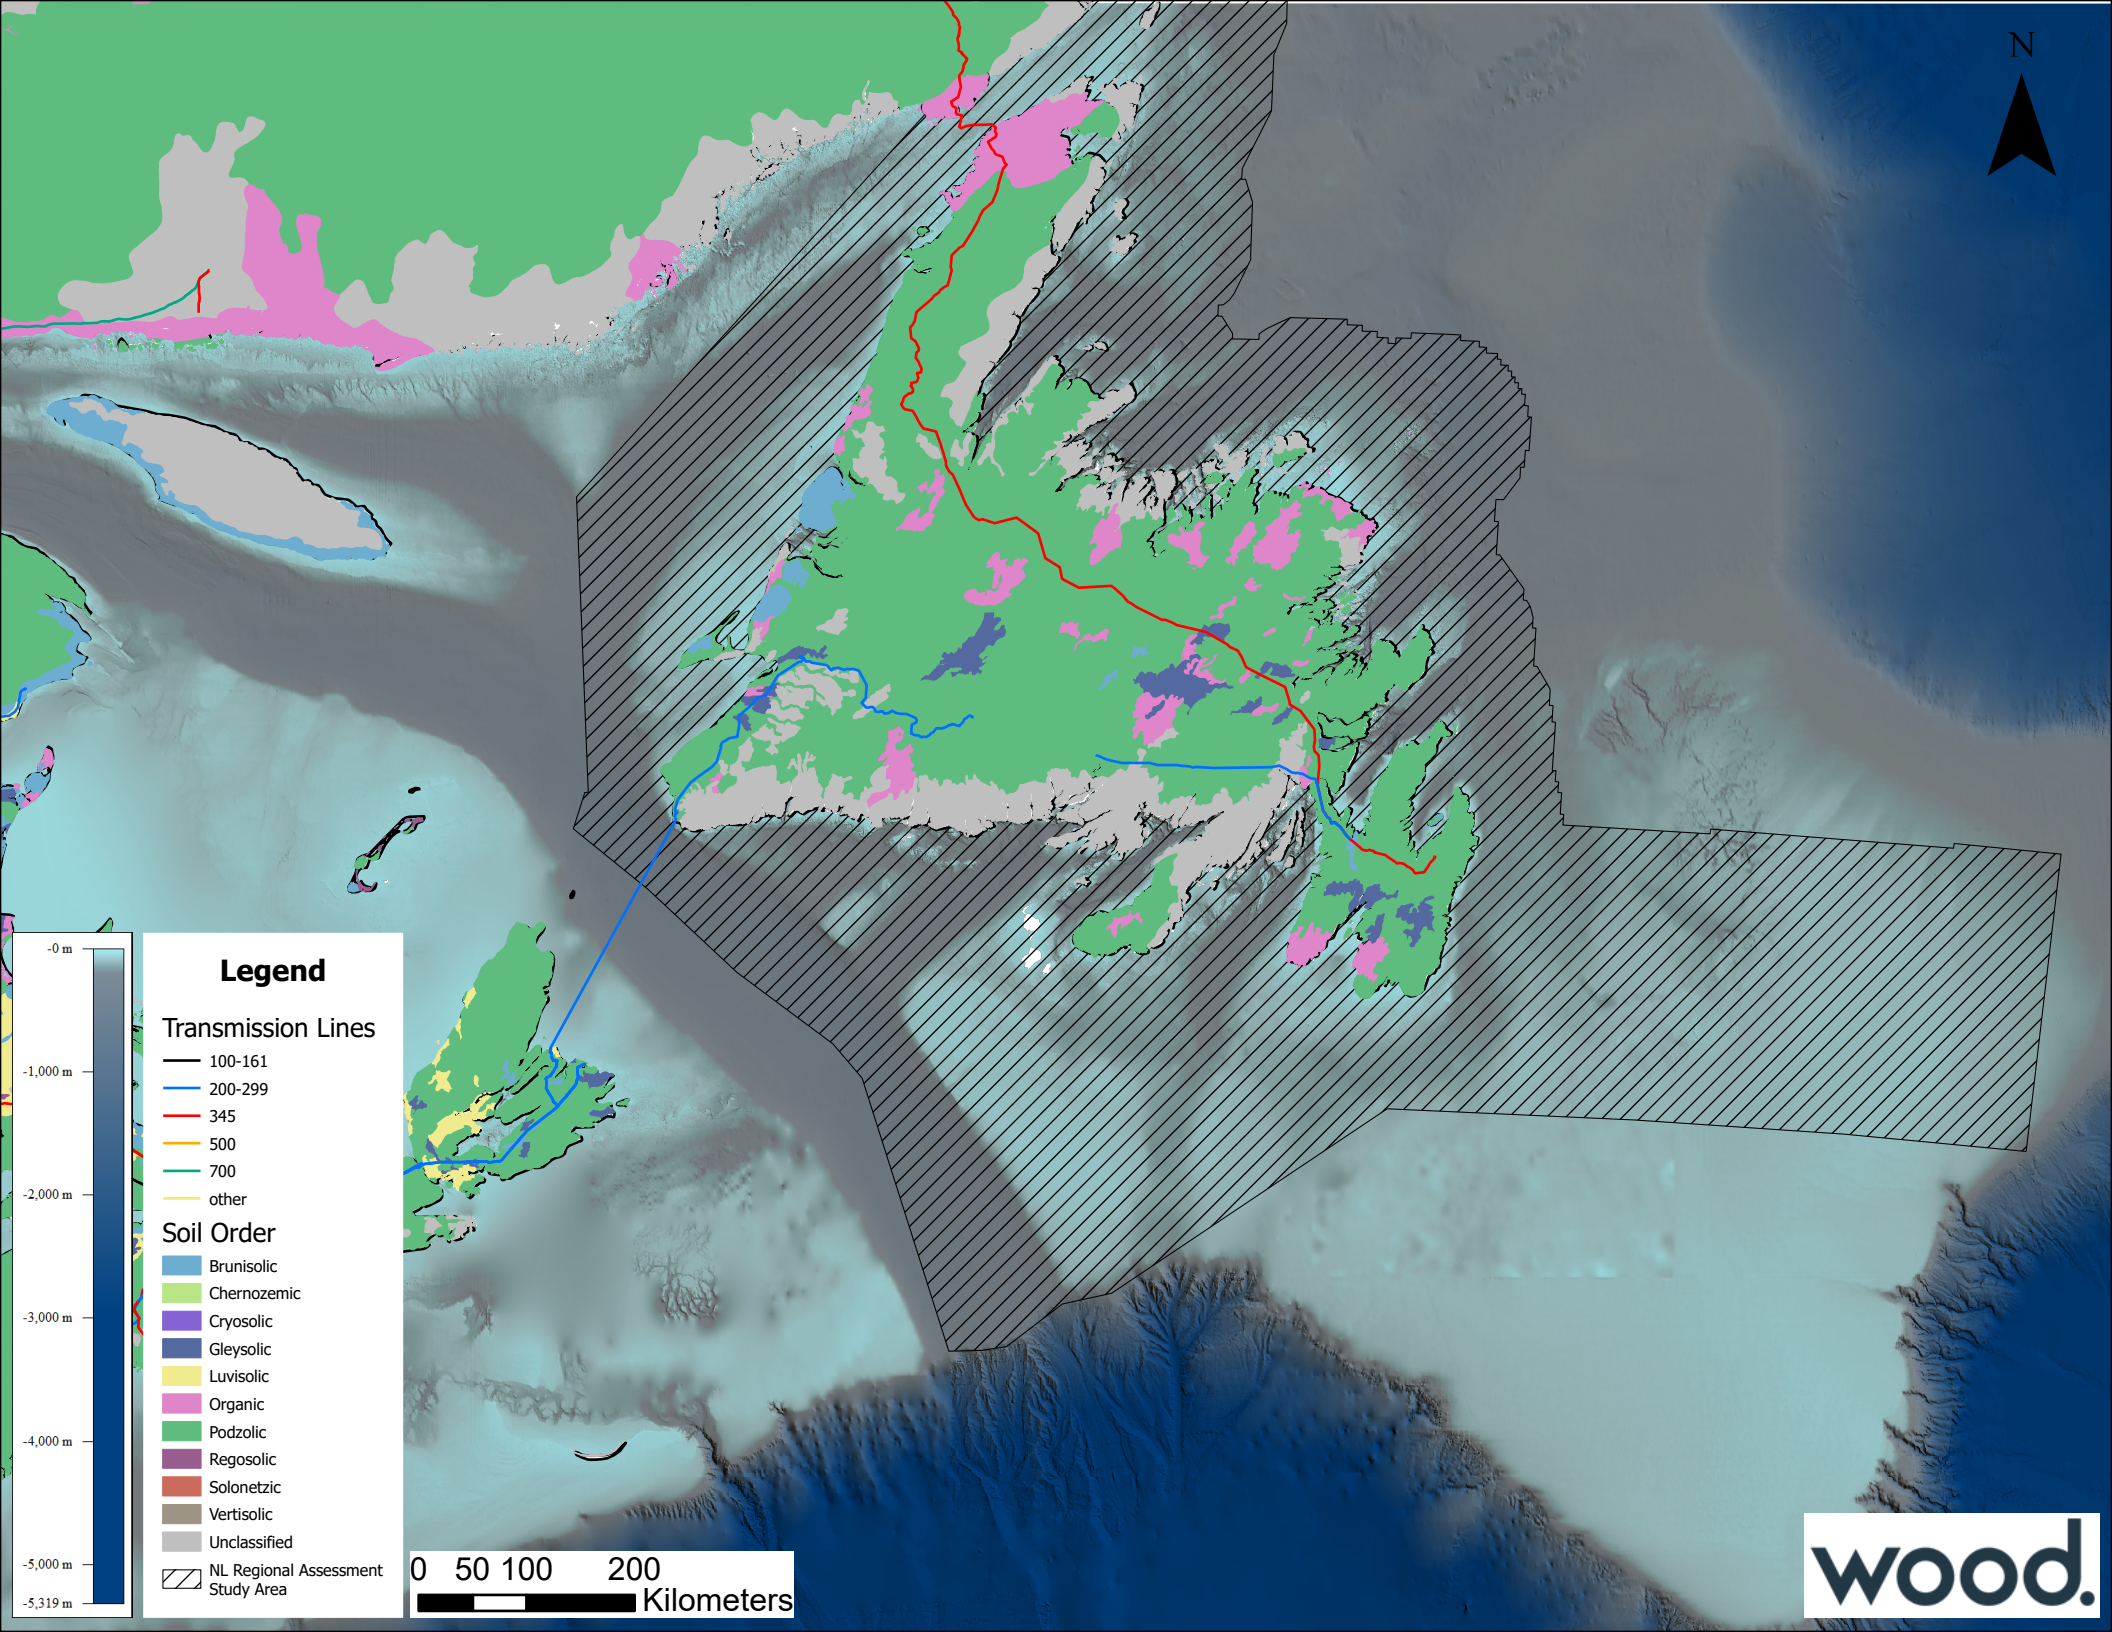 N
-0 m
-1,000 m
-2,000 m
-3,000 m
-4,000 m
-5,000 m
-5,319 m
Legend
Transmission Lines
100-161
200-299
345
500
700
other
Soil Order
Brunisolic
Chernozemic
Cryosolic
Gleysolic
Luvisolic
Organic
Podzolic
Regosolic
Solonetzic
Vertisolic
Unclassified
NL Regional Assessment
Study Area
0 50 100 200
Kilometers
wood.